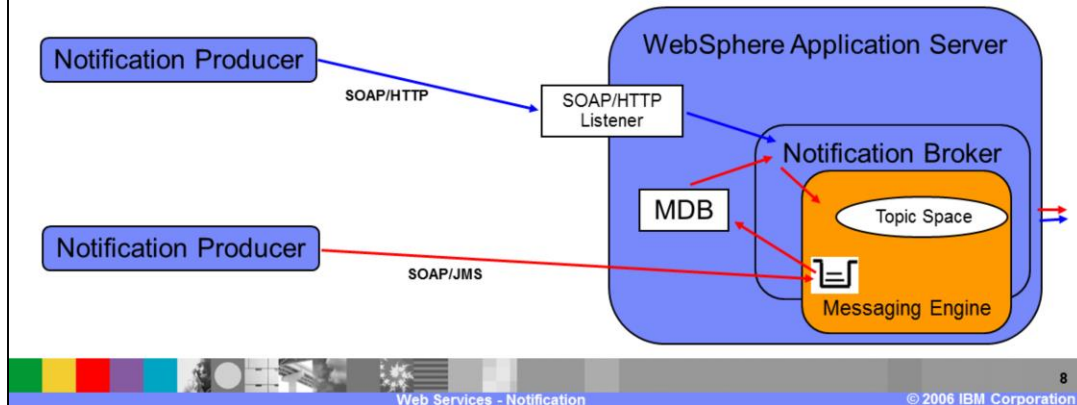 Notification Producer
SOAP/HTTP
SOAP/HTTP
Listener
WebSphere Application Server
Notification Broker
MDB
Topic Space
Notification Producer
SOAP/JMS
Messaging Engine
8
Web Services - Notification
© 2006 IBM Corporation